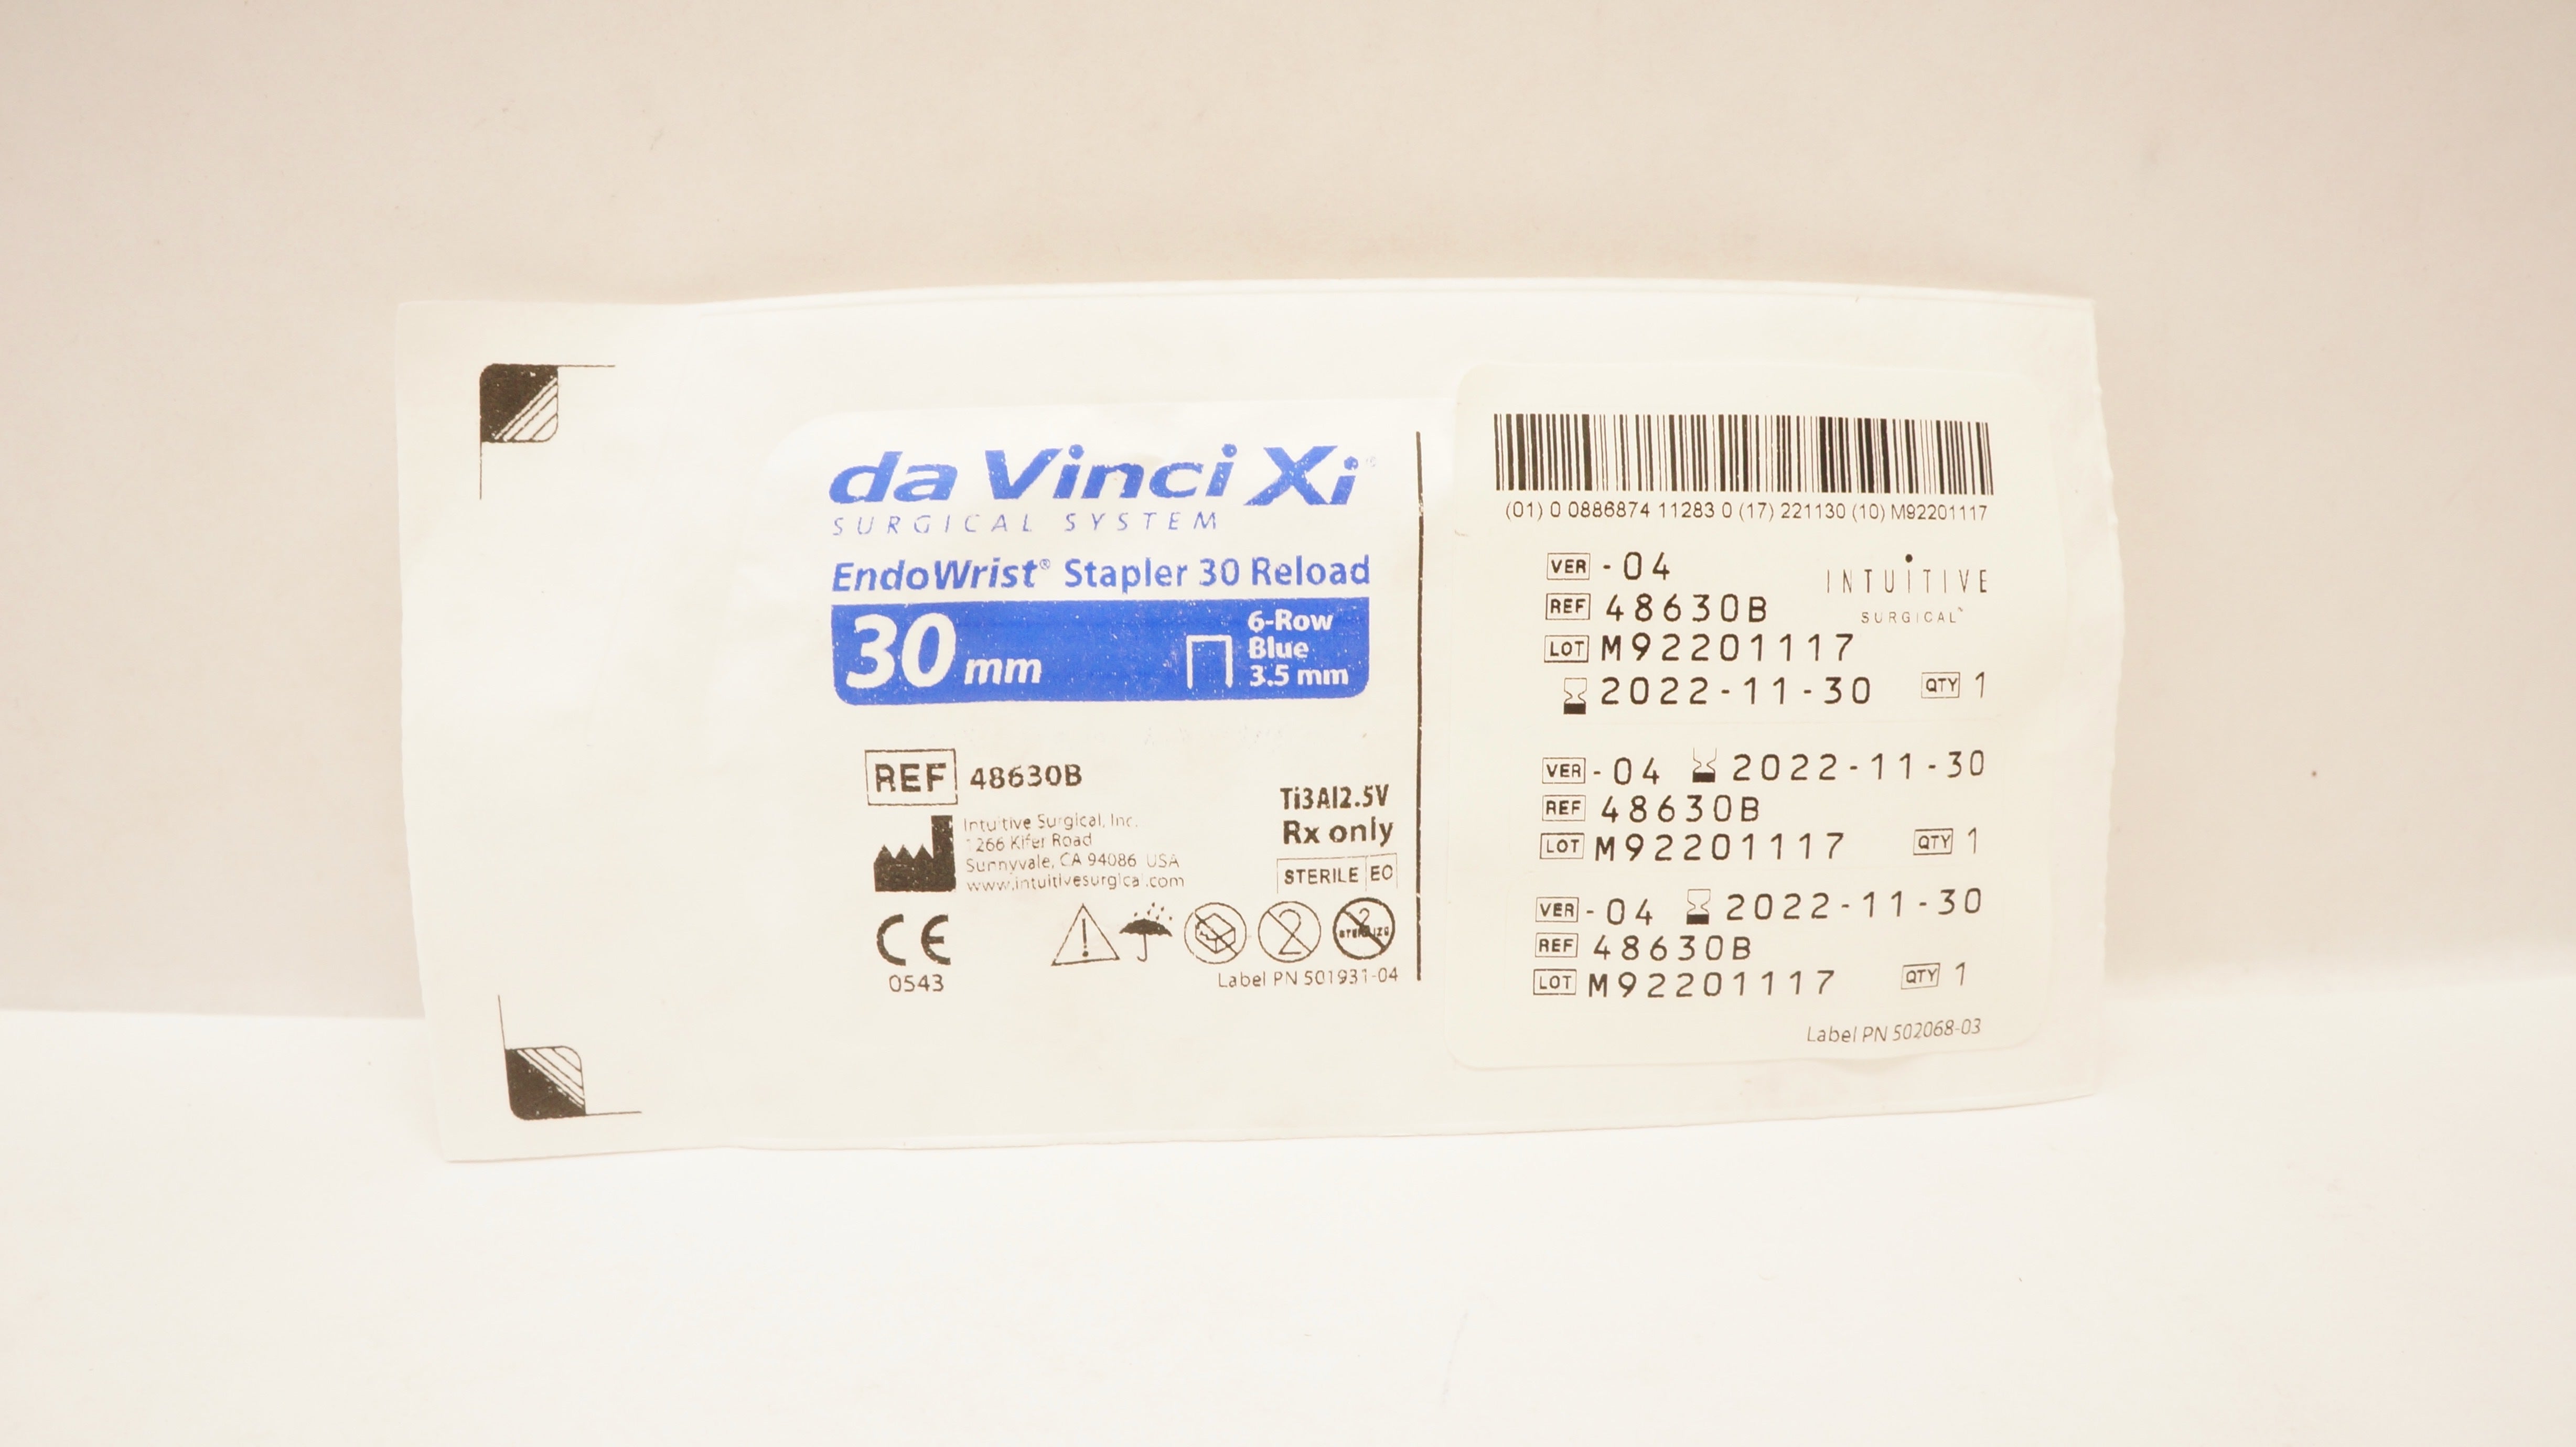 da Vinci Xi
SURGICAL SYSTEM
EndoWrist® Stapler 30 Reload
30 mm
6-Row
Blue
3.5 mm
REF 48630B
Intuitive Surgical, Inc.
1266 Kifer Road
Sunnyvale, CA 94086 USA
www.intuitivesurgical.com
Ti3Al2.5V
Rx only
STERILE EO
CE
0543
2
2
STERILIZE
Label PN 501931-04
(01) 0 0886874 11283 0 (17) 221130 (10) M92201117
VER -04
INTUITIVE
SURGICAL
REF 48630B
LOT M92201117
2022-11-30 QTY 1
VER -04 2022-11-30
REF 48630B
LOT M92201117 QTY 1
VER -04 2022-11-30
REF 48630B
LOT M92201117 QTY 1
Label PN 502068-03